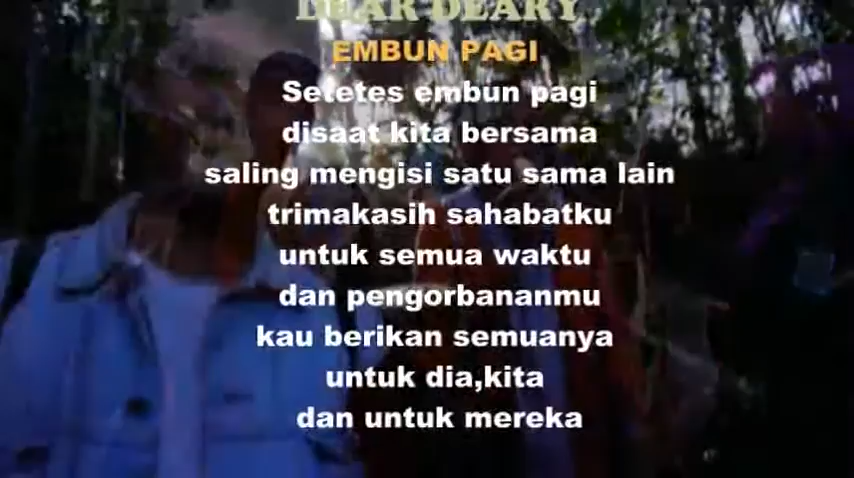 DEAR DEARY
EMBUN PAGI
Setetes embun pagi
disaat kita bersama
saling mengisi satu sama lain
trimakasih sahabatku
untuk semua waktu
dan pengorbananmu
kau berikan semuanya
untuk dia,kita
dan untuk mereka